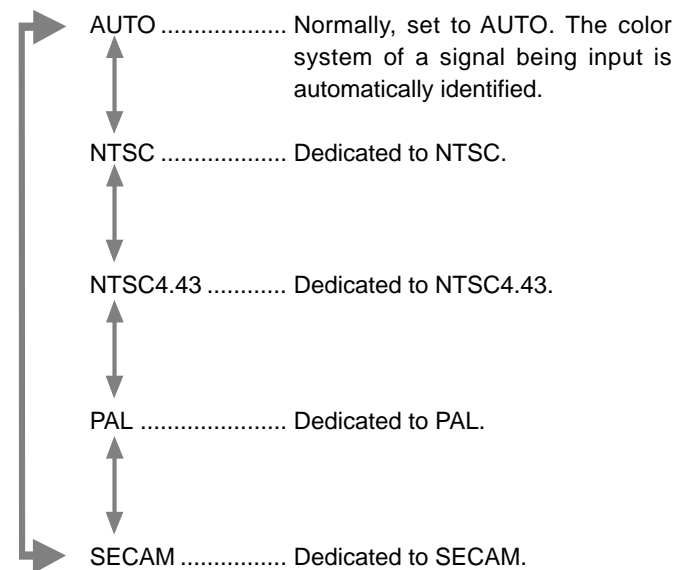 AUTO ................... Normally, set to AUTO. The color
system of a signal being input is
automatically identified.
NTSC ................... Dedicated to NTSC.
NTSC4.43 ............ Dedicated to NTSC4.43.
PAL ...................... Dedicated to PAL.
SECAM ................ Dedicated to SECAM.